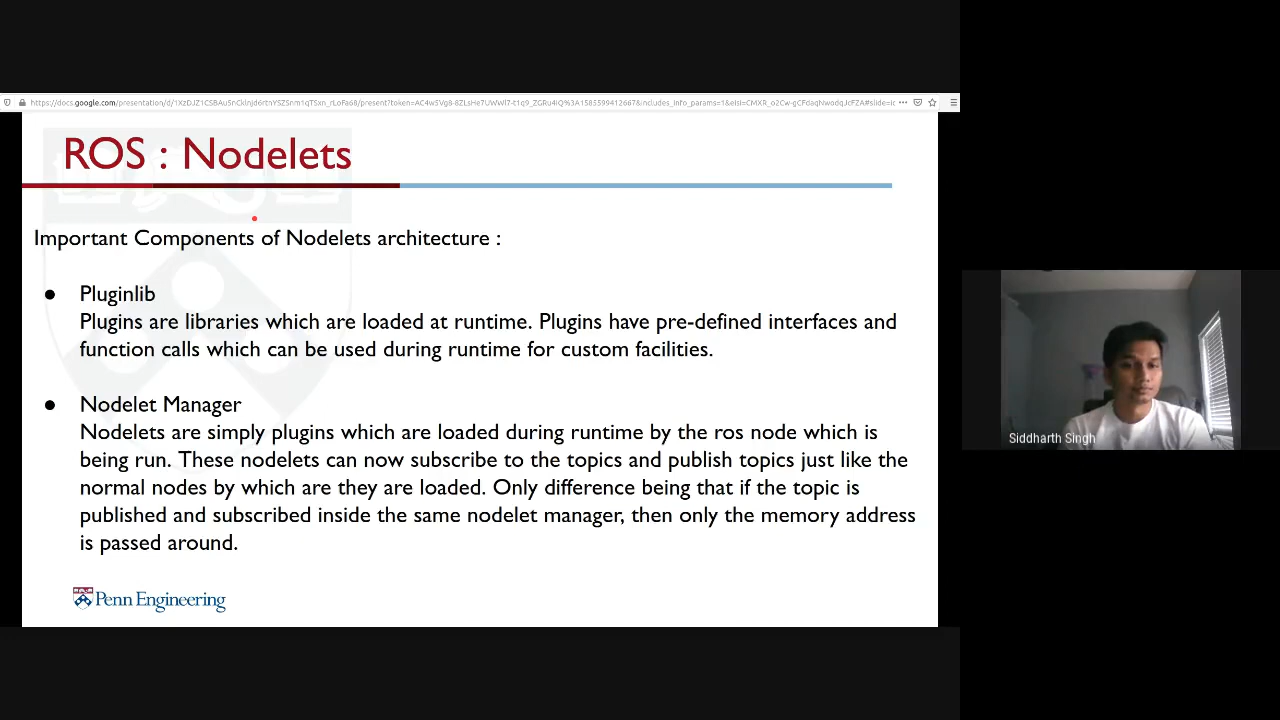 ROS : Nodelets
Important Components of Nodelets architecture :
● Pluginlib
Plugins are libraries which are loaded at runtime. Plugins have pre-defined interfaces and
function calls which can be used during runtime for custom facilities.
● Nodelet Manager
Nodelets are simply plugins which are loaded during runtime by the ros node which is
being run. These nodelets can now subscribe to the topics and publish topics just like the
normal nodes by which are they are loaded. Only difference being that if the topic is
published and subscribed inside the same nodelet manager, then only the memory address
is passed around.
Penn Engineering
Siddharth Singh